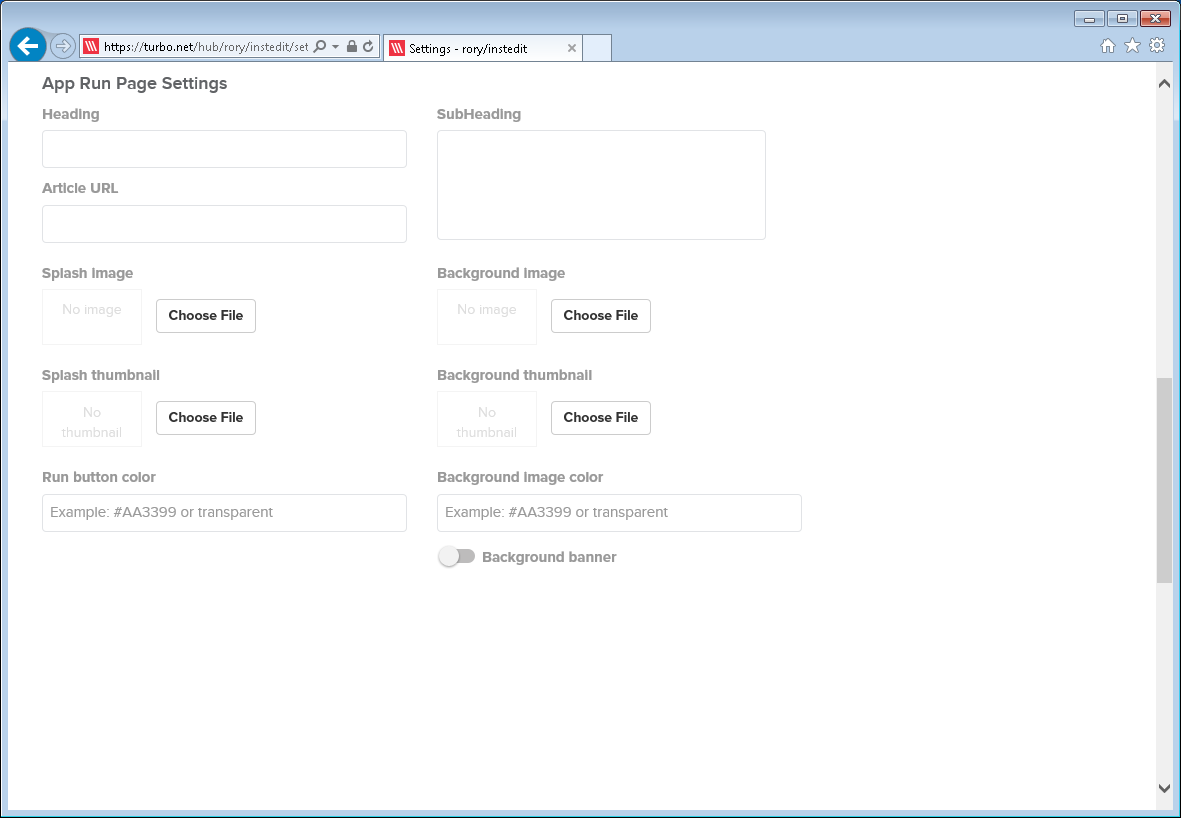 https://turbo.net/hub/rory/instedit/set
Settings - rory/instedit
App Run Page Settings
Heading
SubHeading
Article URL
Splash image
Background image
No image
Choose File
No image
Choose File
Splash thumbnail
Background thumbnail
No
thumbnail
Choose File
No
thumbnail
Choose File
Run button color
Background image color
Example: #AA3399 or transparent
Example: #AA3399 or transparent
Background banner